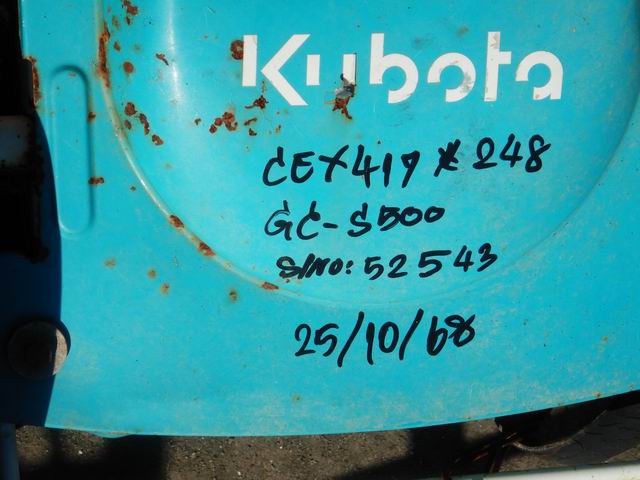 Kubota
CEX417 * 248
GC-S500
S/NO: 52543
25/10/68